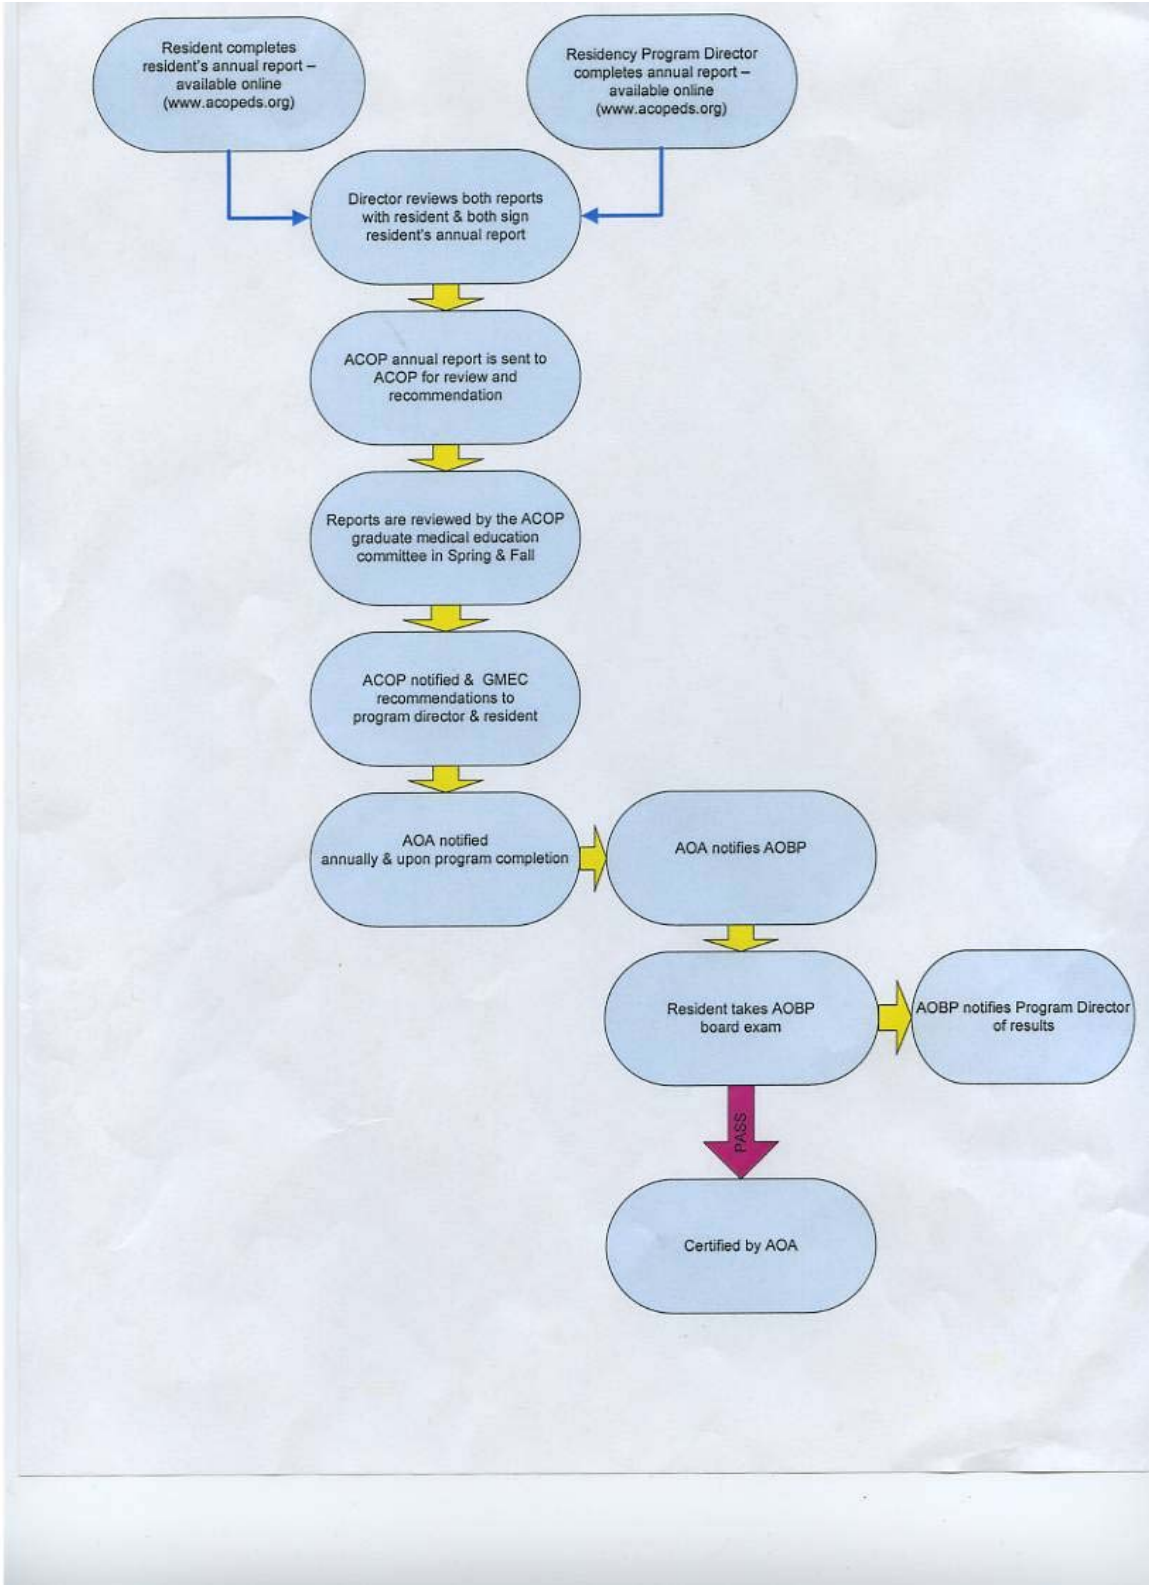 Resident completes
resident's annual report –
available online
(www.acopeds.org)
Residency Program Director
completes annual report –
available online
(www.acopeds.org)
Director reviews both reports
with resident & both sign
resident's annual report
ACOP annual report is sent to
ACOP for review and
recommendation
Reports are reviewed by the ACOP
graduate medical education
committee in Spring & Fall
ACOP notified & GMEC
recommendations to
program director & resident
AOA notified
annually & upon program completion
AOA notifies AOBP
Resident takes AOBP
board exam
AOBP notifies Program Director
of results
PASS
Certified by AOA